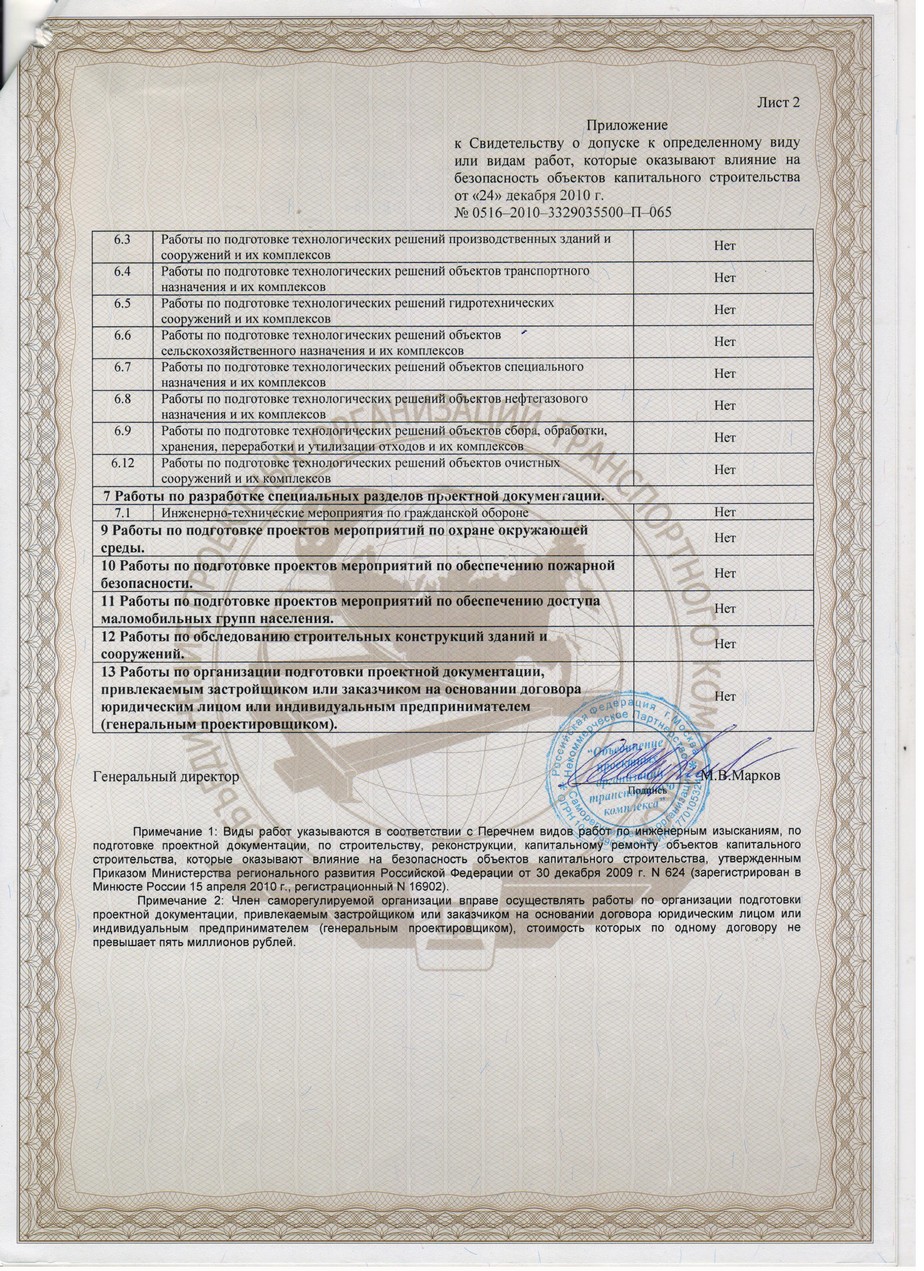 Лист 2
Приложение
к Свидетельству о допуске к определенному виду
или видам работ, которые оказывают влияние на
безопасность объектов капитального строительства
от «24» декабря 2010 г.
№ 0516–2010–3329035500–П–065
6.3 Работы по подготовке технологических решений производственных зданий и
сооружений и их комплексов Нет
6.4 Работы по подготовке технологических решений объектов транспортного
назначения и их комплексов Нет
6.5 Работы по подготовке технологических решений гидротехнических
сооружений и их комплексов Нет
6.6 Работы по подготовке технологических решений объектов
сельскохозяйственного назначения и их комплексов Нет
6.7 Работы по подготовке технологических решений объектов специального
назначения и их комплексов Нет
6.8 Работы по подготовке технологических решений объектов нефтегазового
назначения и их комплексов Нет
6.9 Работы по подготовке технологических решений объектов сбора, обработки,
хранения, переработки и утилизации отходов и их комплексов Нет
6.12 Работы по подготовке технологических решений объектов очистных
сооружений и их комплексов Нет
7 Работы по разработке специальных разделов проектной документации.
7.1 Инженерно-технические мероприятия по гражданской обороне Нет
9 Работы по подготовке проектов мероприятий по охране окружающей
среды. Нет
10 Работы по подготовке проектов мероприятий по обеспечению пожарной
безопасности. Нет
11 Работы по подготовке проектов мероприятий по обеспечению доступа
маломобильных групп населения. Нет
12 Работы по обследованию строительных конструкций зданий и
сооружений. Нет
13 Работы по организации подготовки проектной документации,
привлекаемым застройщиком или заказчиком на основании договора
юридическим лицом или индивидуальным предпринимателем
(генеральным проектировщиком). Нет
Российская Федерация г.Москва
Некоммерческое Партнерство
"Объединение
проектных
организаций
транспортного
комплекса"
Генеральный директор М.В.Марков
Подпись
Примечание 1: Виды работ указываются в соответствии с Перечнем видов работ по инженерным изысканиям, по
подготовке проектной документации, по строительству, реконструкции, капитальному ремонту объектов капитального
строительства, которые оказывают влияние на безопасность объектов капитального строительства, утвержденным
Приказом Министерства регионального развития Российской Федерации от 30 декабря 2009 г. N 624 (зарегистрирован в
Минюсте России 15 апреля 2010 г., регистрационный N 16902).
Примечание 2: Член саморегулируемой организации вправе осуществлять работы по организации подготовки
проектной документации, привлекаемым застройщиком или заказчиком на основании договора юридическим лицом или
индивидуальным предпринимателем (генеральным проектировщиком), стоимость которых по одному договору не
превышает пять миллионов рублей.